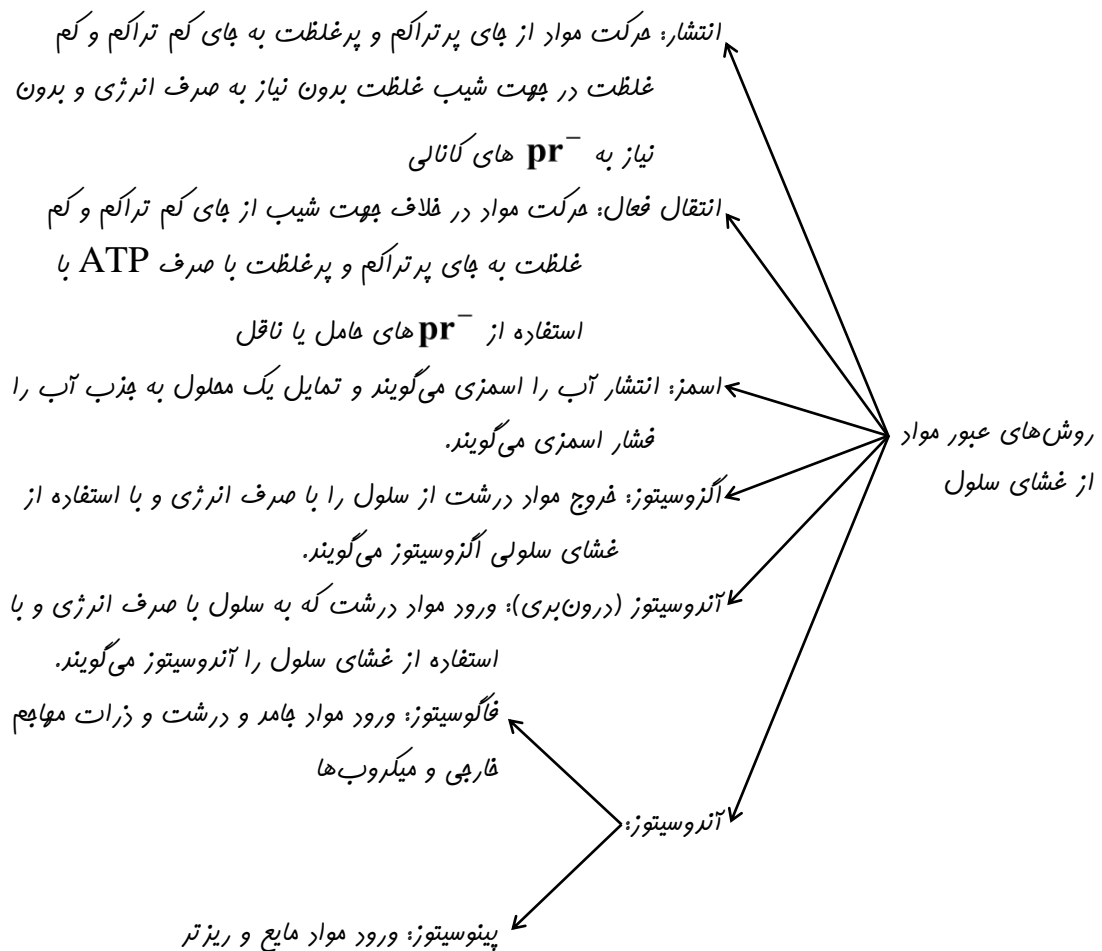 انتشار: حرکت مواد از جای پرتراکم و پرغلظت به جای کم تراکم و کم
غلظت در جهت شیب غلظت بدون نیاز به صرف انرژی و بدون
نیاز به pr⁻ های کانالی
انتقال فعال: حرکت مواد در خلاف جهت شیب از جای کم تراکم و کم
غلظت به جای پرتراکم و پرغلظت با صرف ATP با
استفاده از pr⁻ های حامل یا ناقل
اسمز: انتشار آب را اسمزی می‌گویند و تمایل یک محلول به جذب آب را
فشار اسمزی می‌گویند.
روش‌های عبور مواد
از غشای سلول
اگزوسیتوز: خروج مواد درشت از سلول را با صرف انرژی و با استفاده از
غشای سلولی اگزوسیتوز می‌گویند.
آندوسیتوز (درون‌بری): ورود مواد درشت که به سلول با صرف انرژی و با
استفاده از غشای سلول را آندوسیتوز می‌گویند.
فاگوسیتوز: ورود مواد جامد و درشت و ذرات مهاجم
خارجی و میکروب‌ها
آندوسیتوز:
پینوسیتوز: ورود مواد مایع و ریزتر